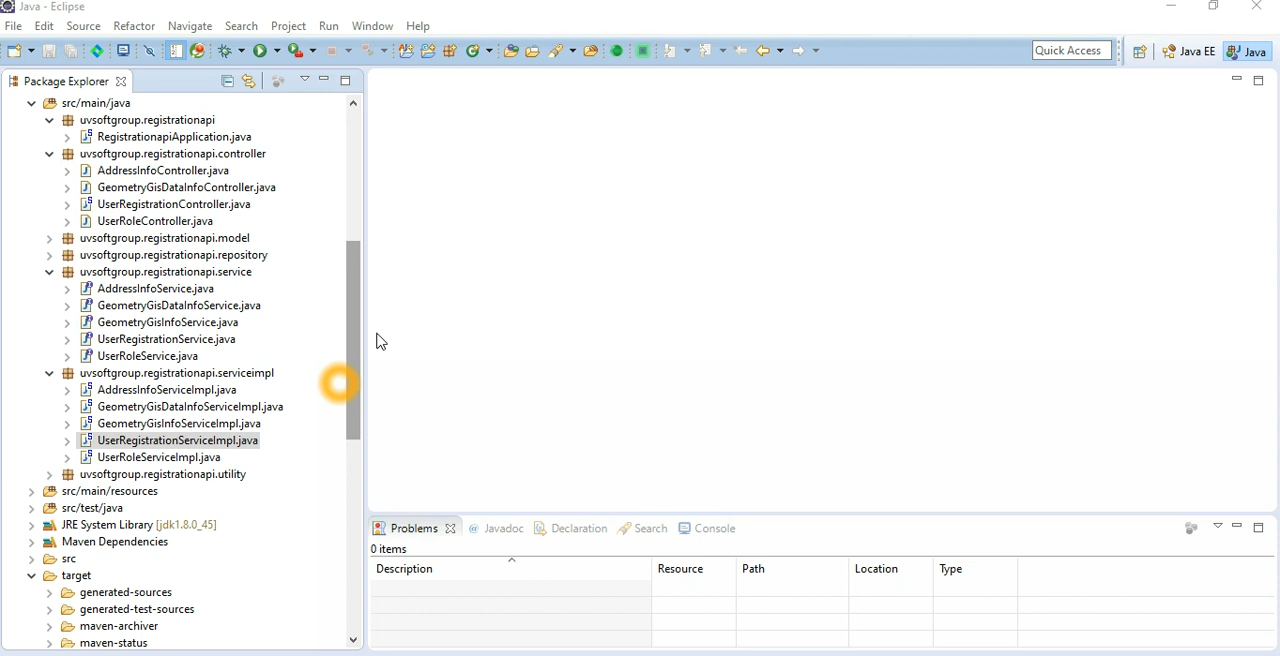 Java - Eclipse
File Edit Source Refactor Navigate Search Project Run Window Help
Quick Access Java EE Java
Package Explorer
src/main/java
uvsoftgroup.registrationapi
RegistrationapiApplication.java
uvsoftgroup.registrationapi.controller
AddressInfoController.java
GeometryGisDataInfoController.java
UserRegistrationController.java
UserRoleController.java
uvsoftgroup.registrationapi.model
uvsoftgroup.registrationapi.repository
uvsoftgroup.registrationapi.service
AddressInfoService.java
GeometryGisDataInfoService.java
GeometryGisInfoService.java
UserRegistrationService.java
UserRoleService.java
uvsoftgroup.registrationapi.serviceimpl
AddressInfoServiceImpl.java
GeometryGisDataInfoServiceImpl.java
GeometryGisInfoServiceImpl.java
UserRegistrationServiceImpl.java
UserRoleServiceImpl.java
uvsoftgroup.registrationapi.utility
src/main/resources
src/test/java
JRE System Library [jdk1.8.0_45]
Maven Dependencies
src
target
generated-sources
generated-test-sources
maven-archiver
maven-status
Problems @ Javadoc Declaration Search Console
0 items
Description Resource Path Location Type